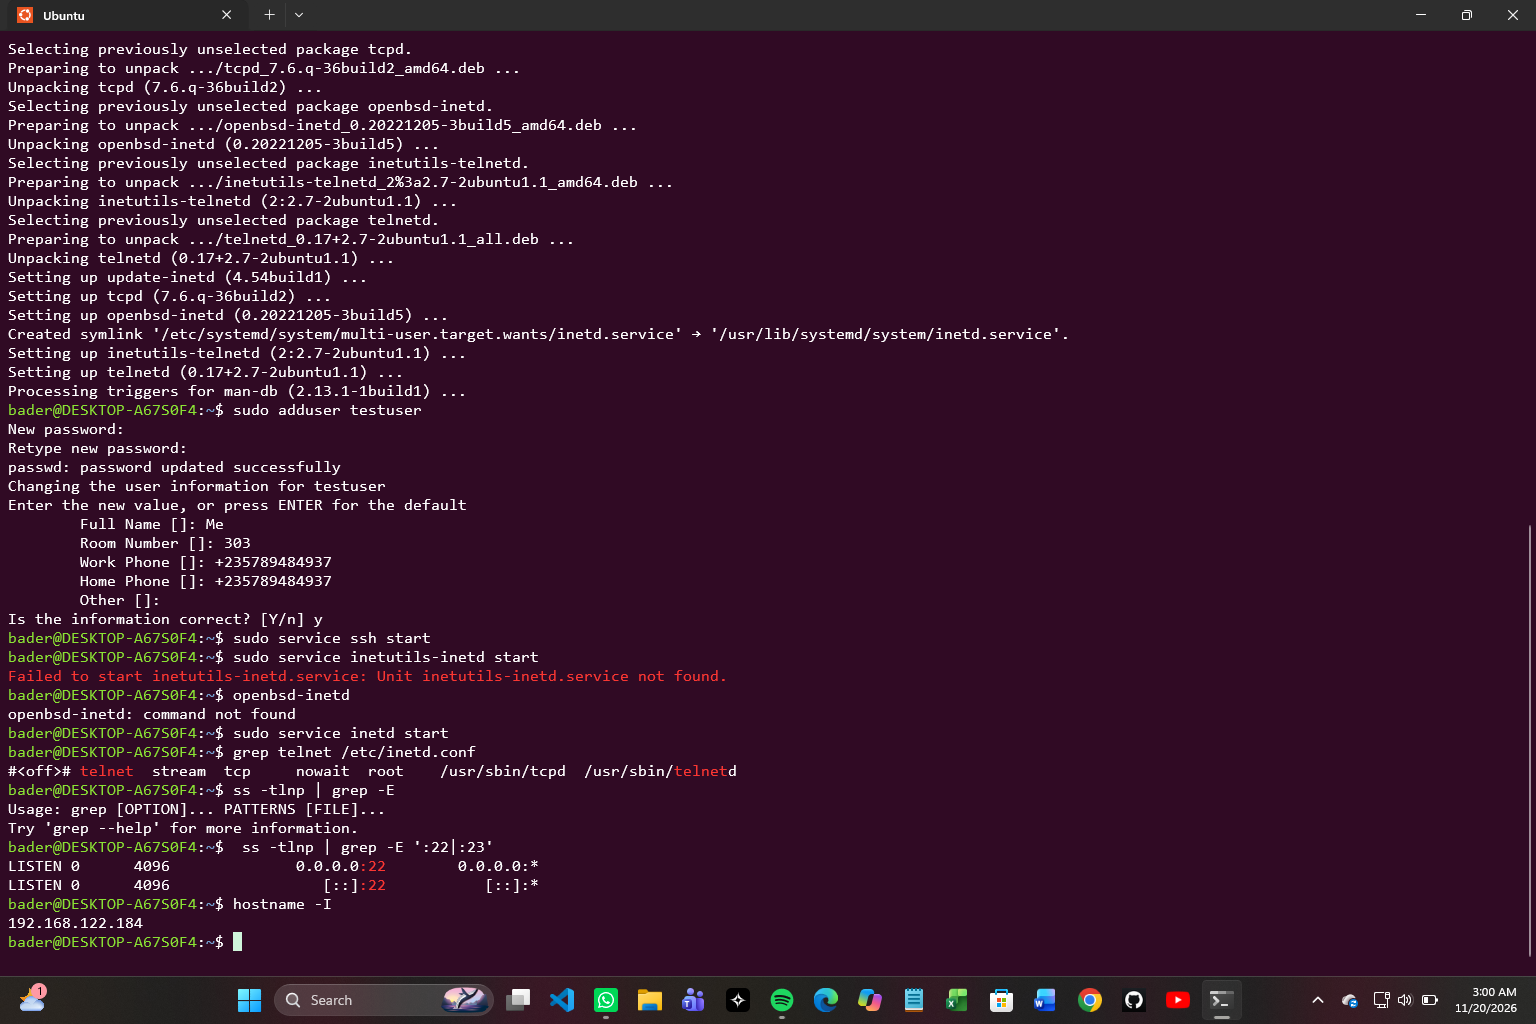 Ubuntu
Selecting previously unselected package tcpd.
Preparing to unpack .../tcpd_7.6.q-36build2_amd64.deb ...
Unpacking tcpd (7.6.q-36build2) ...
Selecting previously unselected package openbsd-inetd.
Preparing to unpack .../openbsd-inetd_0.20221205-3build5_amd64.deb ...
Unpacking openbsd-inetd (0.20221205-3build5) ...
Selecting previously unselected package inetutils-telnetd.
Preparing to unpack .../inetutils-telnetd_2%3a2.7-2ubuntu1.1_amd64.deb ...
Unpacking inetutils-telnetd (2:2.7-2ubuntu1.1) ...
Selecting previously unselected package telnetd.
Preparing to unpack .../telnetd_0.17+2.7-2ubuntu1.1_all.deb ...
Unpacking telnetd (0.17+2.7-2ubuntu1.1) ...
Setting up update-inetd (4.54build1) ...
Setting up tcpd (7.6.q-36build2) ...
Setting up openbsd-inetd (0.20221205-3build5) ...
Created symlink '/etc/systemd/system/multi-user.target.wants/inetd.service' → '/usr/lib/systemd/system/inetd.service'.
Setting up inetutils-telnetd (2:2.7-2ubuntu1.1) ...
Setting up telnetd (0.17+2.7-2ubuntu1.1) ...
Processing triggers for man-db (2.13.1-1build1) ...
bader@DESKTOP-A67S0F4:~$ sudo adduser testuser
New password:
Retype new password:
passwd: password updated successfully
Changing the user information for testuser
Enter the new value, or press ENTER for the default
        Full Name []: Me
        Room Number []: 303
        Work Phone []: +235789484937
        Home Phone []: +235789484937
        Other []:
Is the information correct? [Y/n] y
bader@DESKTOP-A67S0F4:~$ sudo service ssh start
bader@DESKTOP-A67S0F4:~$ sudo service inetutils-inetd start
Failed to start inetutils-inetd.service: Unit inetutils-inetd.service not found.
bader@DESKTOP-A67S0F4:~$ openbsd-inetd
openbsd-inetd: command not found
bader@DESKTOP-A67S0F4:~$ sudo service inetd start
bader@DESKTOP-A67S0F4:~$ grep telnet /etc/inetd.conf
#<off># telnet  stream  tcp     nowait  root    /usr/sbin/tcpd  /usr/sbin/telnetd
bader@DESKTOP-A67S0F4:~$ ss -tlnp | grep -E
Usage: grep [OPTION]... PATTERNS [FILE]...
Try 'grep --help' for more information.
bader@DESKTOP-A67S0F4:~$  ss -tlnp | grep -E ':22|:23'
LISTEN 0      4096              0.0.0.0:22        0.0.0.0:*
LISTEN 0      4096                 [::]:22           [::]:*
bader@DESKTOP-A67S0F4:~$ hostname -I
192.168.122.184
bader@DESKTOP-A67S0F4:~$
1
Search
3:00 AM
11/20/2026